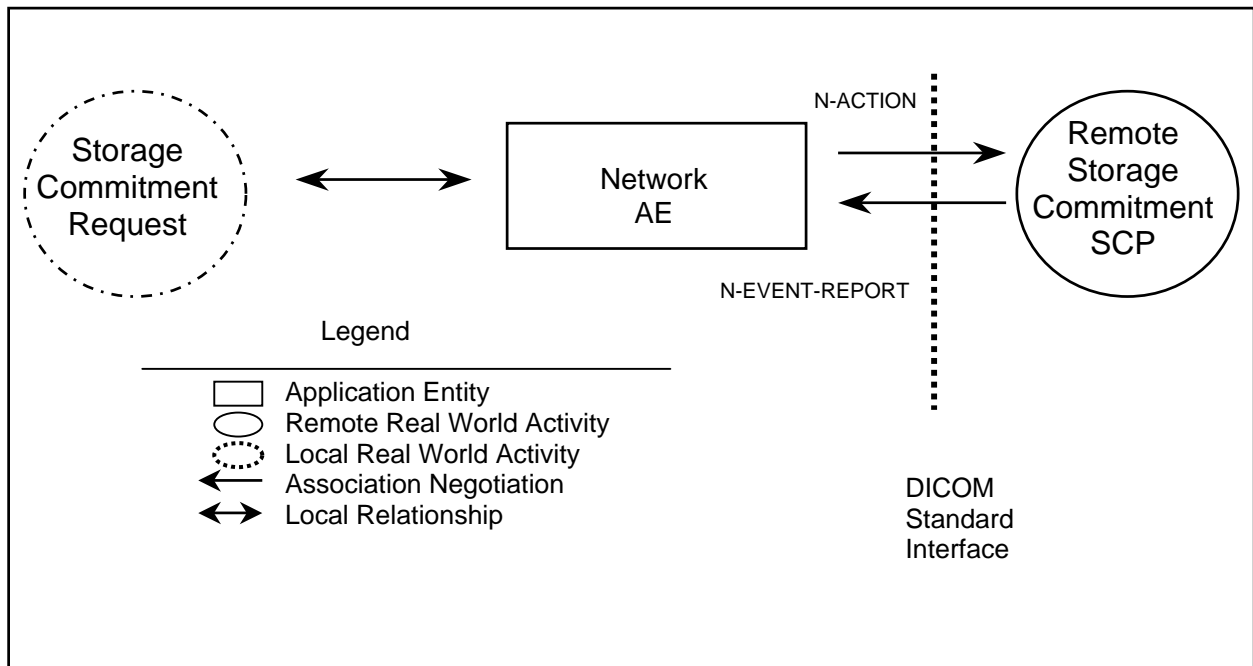 Storage
Commitment
Request
Network
AE
N-ACTION
N-EVENT-REPORT
Remote
Storage
Commitment
SCP
Legend
Application Entity
Remote Real World Activity
Local Real World Activity
Association Negotiation
Local Relationship
DICOM
Standard
Interface